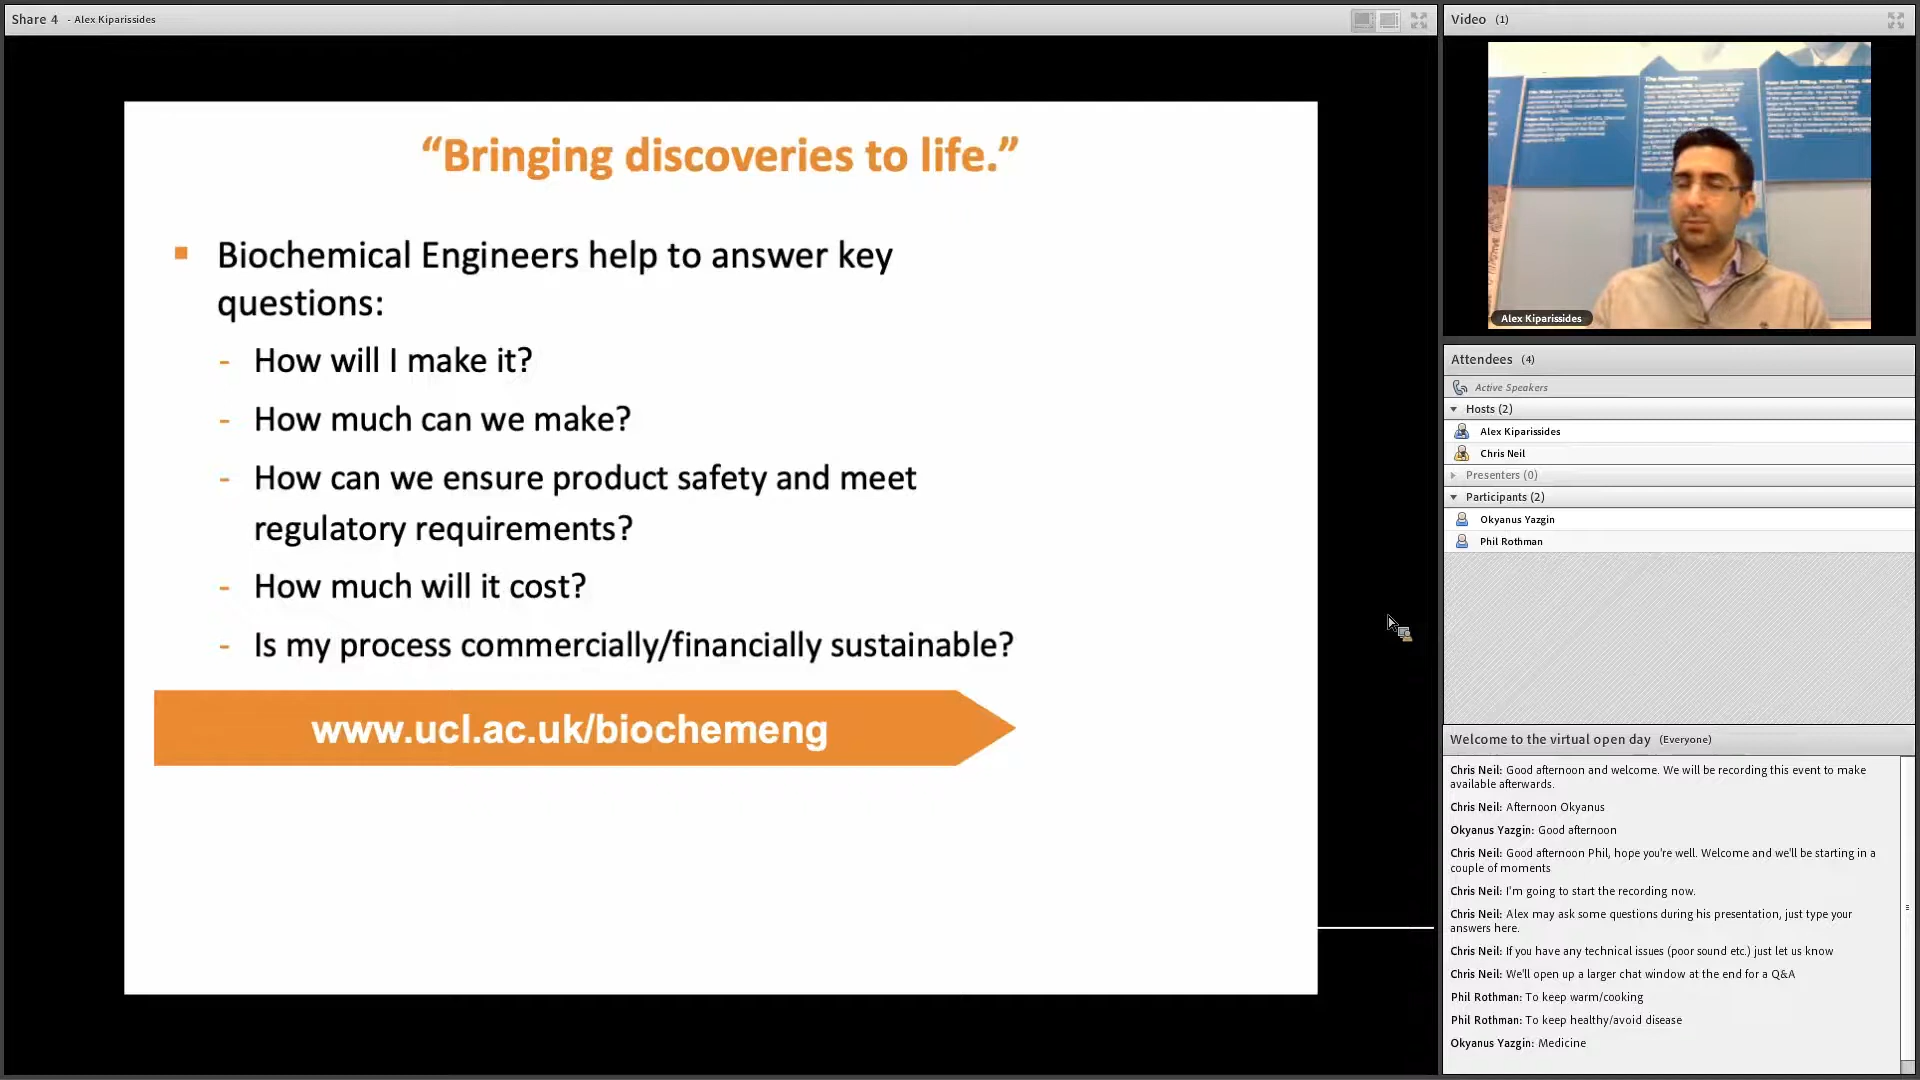 Share 4 - Alex Kiparissides
“Bringing discoveries to life.”
Biochemical Engineers help to answer key
questions:
- How will I make it?
- How much can we make?
- How can we ensure product safety and meet
regulatory requirements?
- How much will it cost?
- Is my process commercially/financially sustainable?
www.ucl.ac.uk/biochemeng
Video (1)
Alex Kiparissides
Attendees (4)
Active Speakers
Hosts (2)
Alex Kiparissides
Chris Neil
Presenters (0)
Participants (2)
Okyanus Yazgin
Phil Rothman
Welcome to the virtual open day (Everyone)
Chris Neil: Good afternoon and welcome. We will be recording this event to make
available afterwards.
Chris Neil: Afternoon Okyanus
Okyanus Yazgin: Good afternoon
Chris Neil: Good afternoon Phil, hope you're well. Welcome and we'll be starting in a
couple of moments
Chris Neil: I'm going to start the recording now.
Chris Neil: Alex may ask some questions during his presentation, just type your
answers here.
Chris Neil: If you have any technical issues (poor sound etc.) just let us know
Chris Neil: We'll open up a larger chat window at the end for a Q&A
Phil Rothman: To keep warm/cooking
Phil Rothman: To keep healthy/avoid disease
Okyanus Yazgin: Medicine